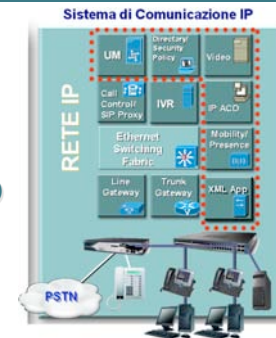 Sistema di Comunicazione IP
RETE IP
UM
Directory/
Security
Policy
Video
Call
Control/
SIP Proxy
IVR
IP ACD
Ethernet
Switching
Fabric
Mobility/
Presence
Line
Gateway
Trunk
Gateway
XML App
PSTN